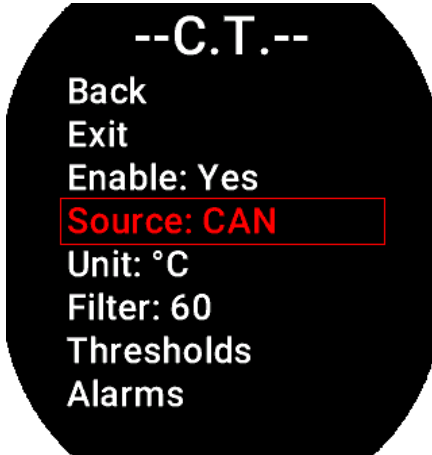 --C.T.--
Back
Exit
Enable: Yes
Source: CAN
Unit: °C
Filter: 60
Thresholds
Alarms